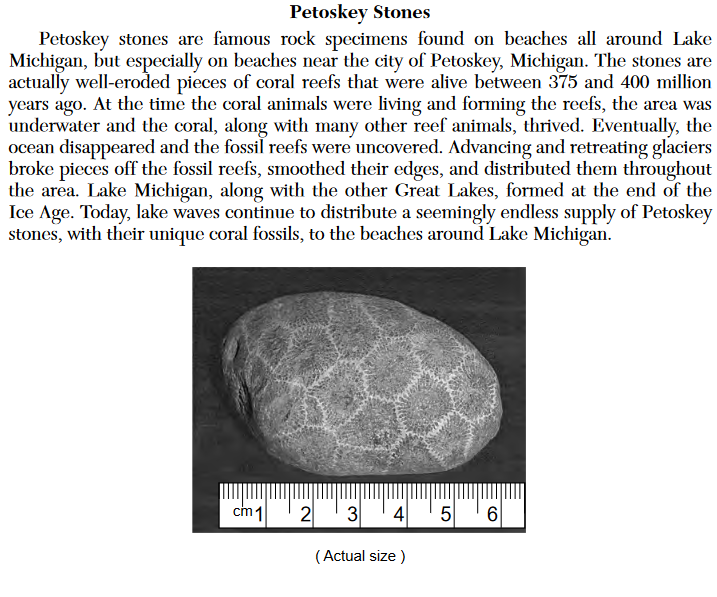 Petoskey Stones
Petoskey stones are famous rock specimens found on beaches all around Lake
Michigan, but especially on beaches near the city of Petoskey, Michigan. The stones are
actually well-eroded pieces of coral reefs that were alive between 375 and 400 million
years ago. At the time the coral animals were living and forming the reefs, the area was
underwater and the coral, along with many other reef animals, thrived. Eventually, the
ocean disappeared and the fossil reefs were uncovered. Advancing and retreating glaciers
broke pieces off the fossil reefs, smoothed their edges, and distributed them throughout
the area. Lake Michigan, along with the other Great Lakes, formed at the end of the
Ice Age. Today, lake waves continue to distribute a seemingly endless supply of Petoskey
stones, with their unique coral fossils, to the beaches around Lake Michigan.
cm 1 2 3 4 5 6
( Actual size )